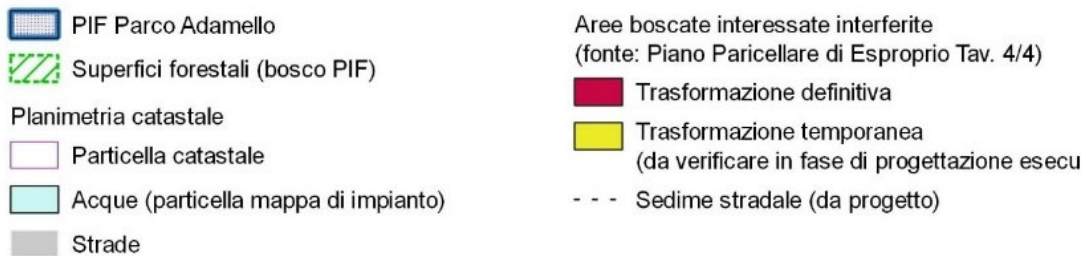 PIF Parco Adamello
Superfici forestali (bosco PIF)
Planimetria catastale
Particella catastale
Acque (particella mappa di impianto)
Strade
Aree boscate interessate interferite
(fonte: Piano Paricellare di Esproprio Tav. 4/4)
Trasformazione definitiva
Trasformazione temporanea
(da verificare in fase di progettazione esecu
Sedime stradale (da progetto)